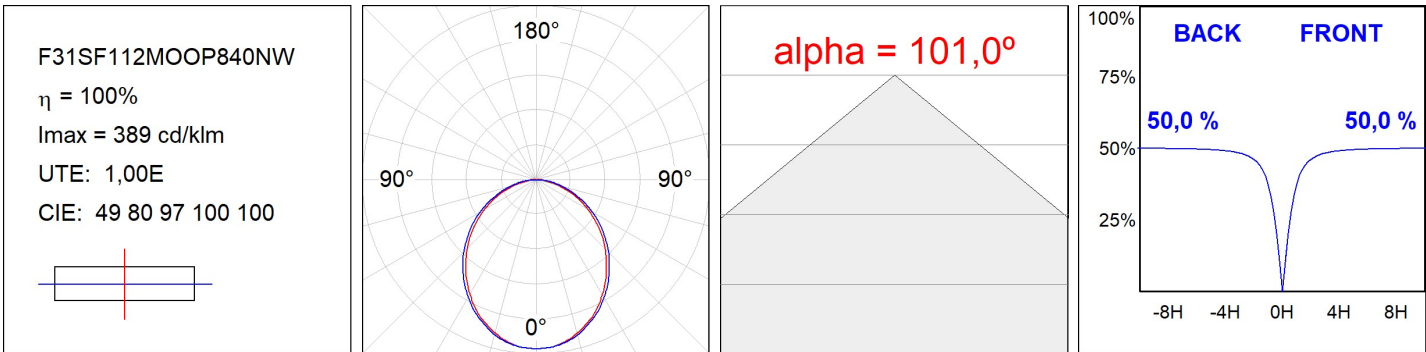 F31SF112MOOP840NW
η = 100%
Imax = 389 cd/klm
UTE: 1,00E
CIE: 49 80 97 100 100
180°
90° 90°
0°
alpha = 101,0º
100%
BACK FRONT
75%
50,0 % 50,0 %
50%
25%
-8H -4H 0H 4H 8H